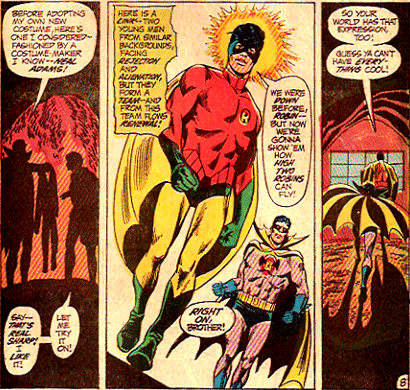 BEFORE ADOPTING
MY OWN NEW
COSTUME, HERE'S
ONE I CONSIDERED--
FASHIONED BY A
COSTUME-MAKER
I KNOW--NEAL
ADAMS!
SAY--
THAT'S
REAL
SHARP! I
LIKE
IT!
LET
ME
TRY
IT
ON!
HERE IS A
LINK--TWO
YOUNG MEN
FROM SIMILAR
BACKGROUNDS,
FACING
REJECTION
AND
ALIENATION,
BUT THEY
FORM A
TEAM--AND
FROM THIS
TEAM FLOWS
RENEWAL!
R
WE WERE
DOWN
BEFORE,
ROBIN--
BUT NOW
WE'RE
GONNA
SHOW 'EM
HOW
HIGH
TWO
ROBINS
CAN
FLY!
R
RIGHT
ON,
BROTHER!
SO YOUR
WORLD HAS THAT
EXPRESSION,
TOO!
GUESS YA CAN'T
HAVE EVERY-
THING COOL!
8